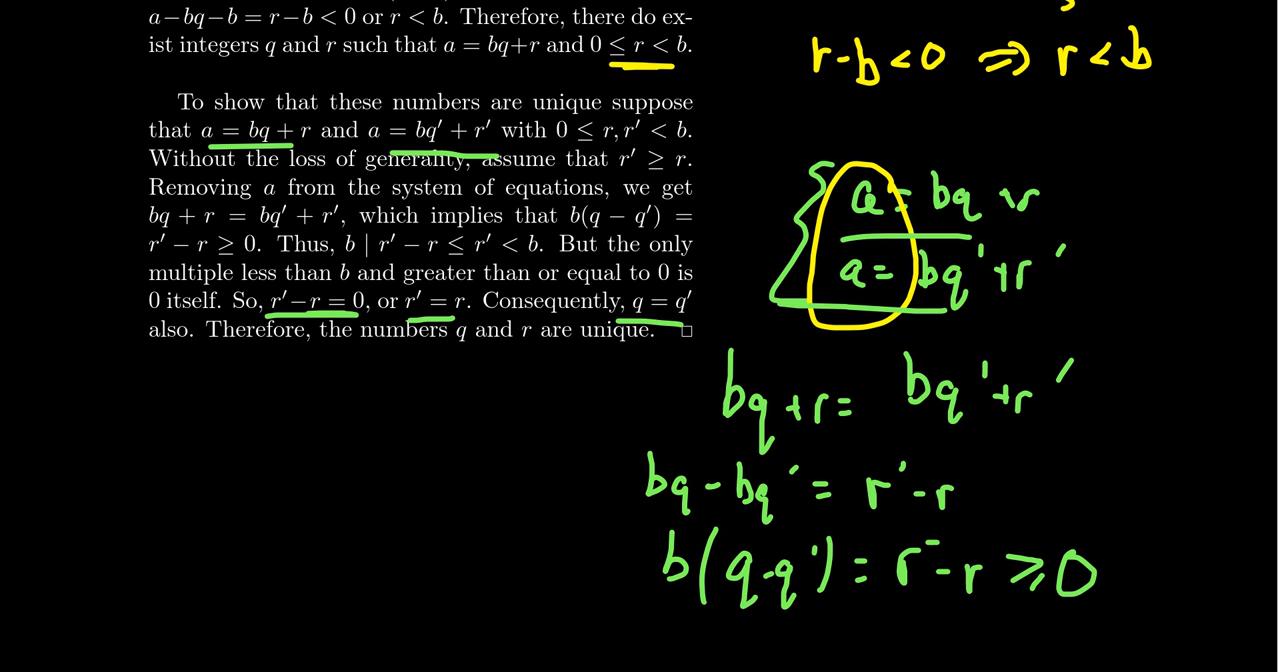 a−bq−b = r−b < 0 or r < b. Therefore, there do ex-
ist integers q and r such that a = bq+r and 0 ≤ r < b.
To show that these numbers are unique suppose
that a = bq + r and a = bq′ + r′ with 0 ≤ r, r′ < b.
Without the loss of generality, assume that r′ ≥ r.
Removing a from the system of equations, we get
bq + r = bq′ + r′, which implies that b(q − q′) =
r′ − r ≥ 0. Thus, b | r′ − r ≤ r′ < b. But the only
multiple less than b and greater than or equal to 0 is
0 itself. So, r′−r = 0, or r′ = r. Consequently, q = q′
also. Therefore, the numbers q and r are unique. □
r-b<0 ⇒ r<b
a = bq +r
a = bq'+r'
bq +r = bq'+r'
bq - bq' = r'-r
b(q-q') = r'-r ≥ 0